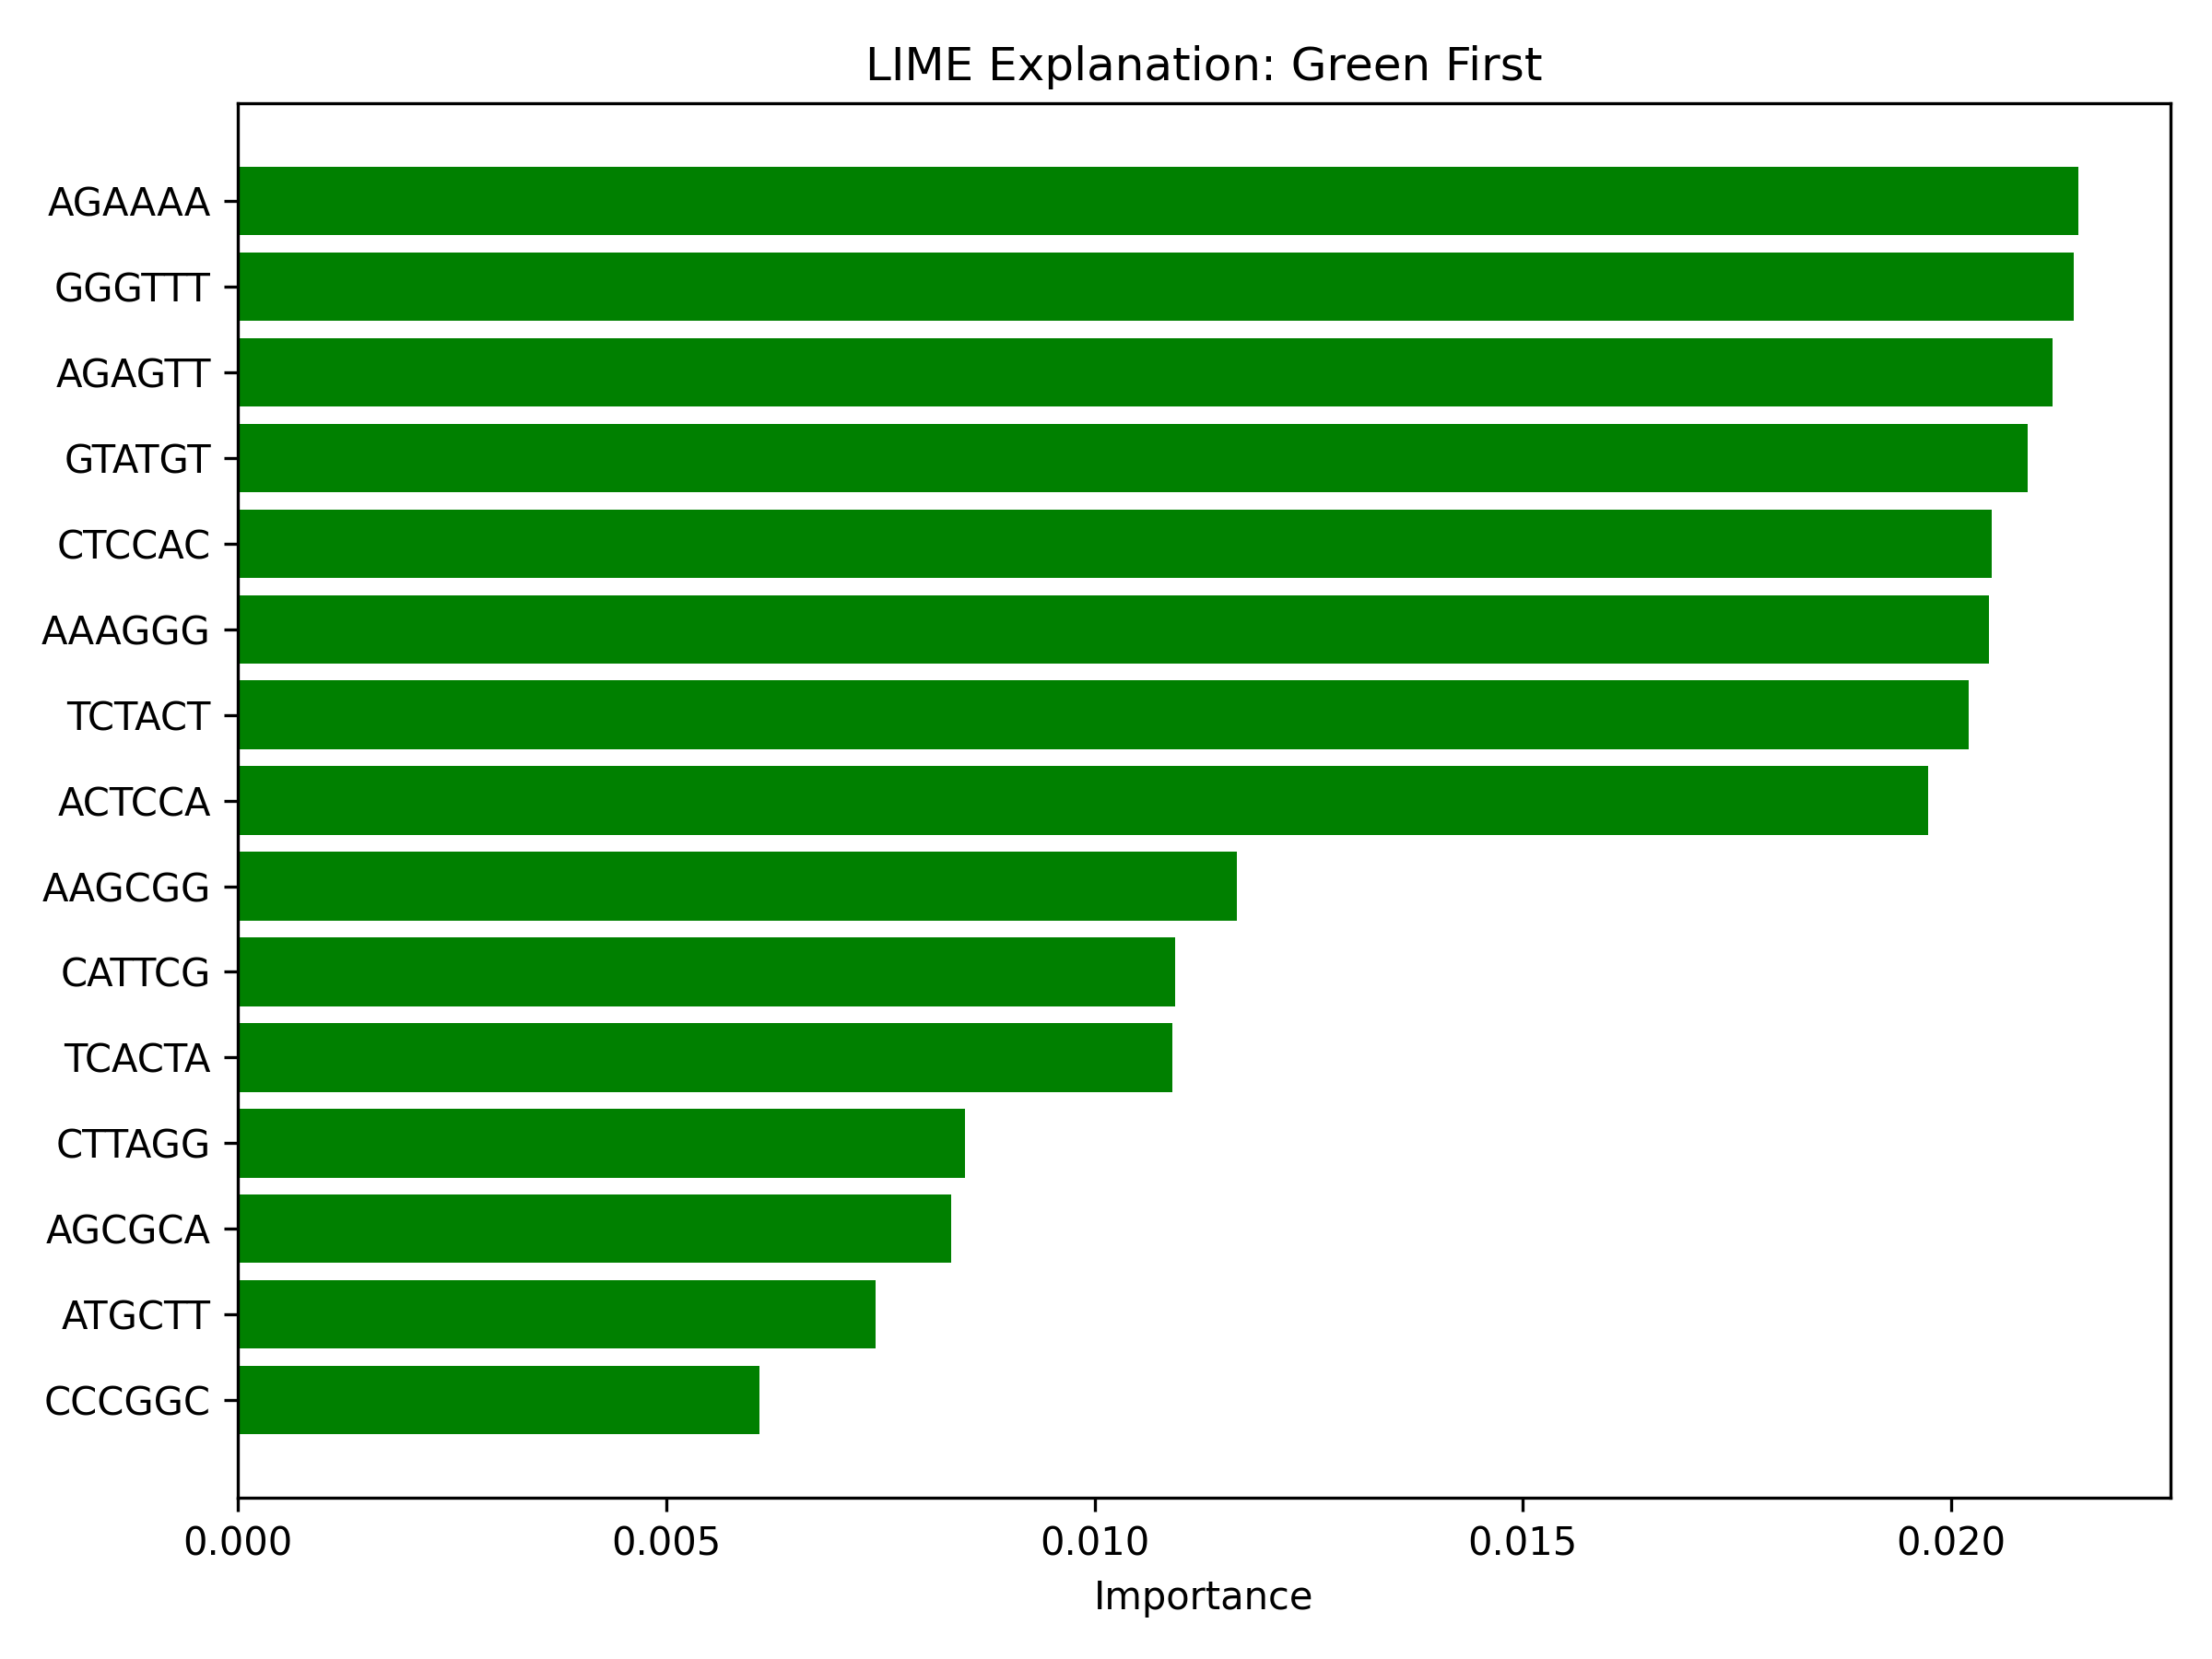 LIME Explanation: Green First
AGAAAA
GGGTTT
AGAGTT
GTATGT
CTCCAC
AAAGGG
TCTACT
ACTCCA
AAGCGG
CATTCG
TCACTA
CTTAGG
AGCGCA
ATGCTT
CCCGGC
0.000 0.005 0.010 0.015 0.020
Importance